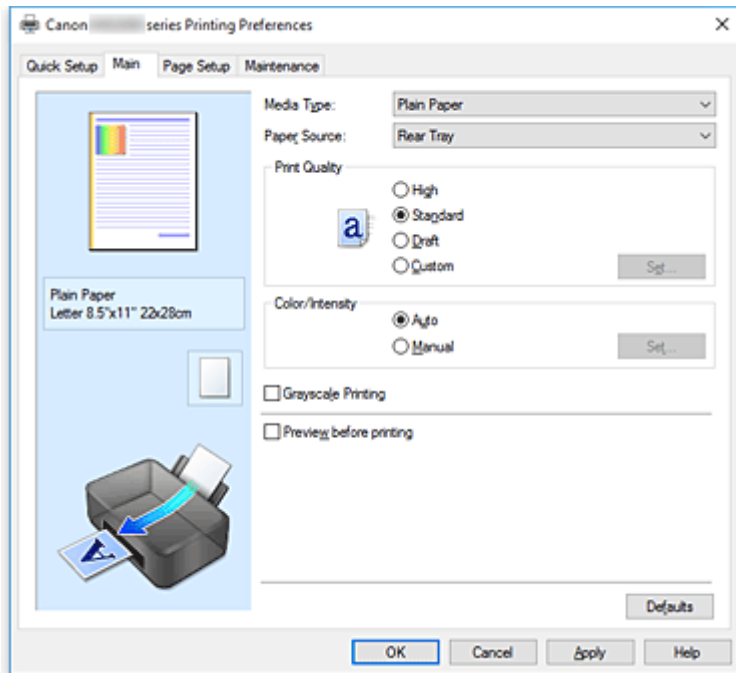 Canon series Printing Preferences
Quick Setup Main Page Setup Maintenance
Media Type: Plain Paper
Paper Source: Rear Tray
Print Quality
a
High
Standard
Draft
Custom Set...
Plain Paper
Letter 8.5"x11" 22x28cm
Color/Intensity
Auto
Manual Set...
Grayscale Printing
Preview before printing
A
Defaults
OK Cancel Apply Help